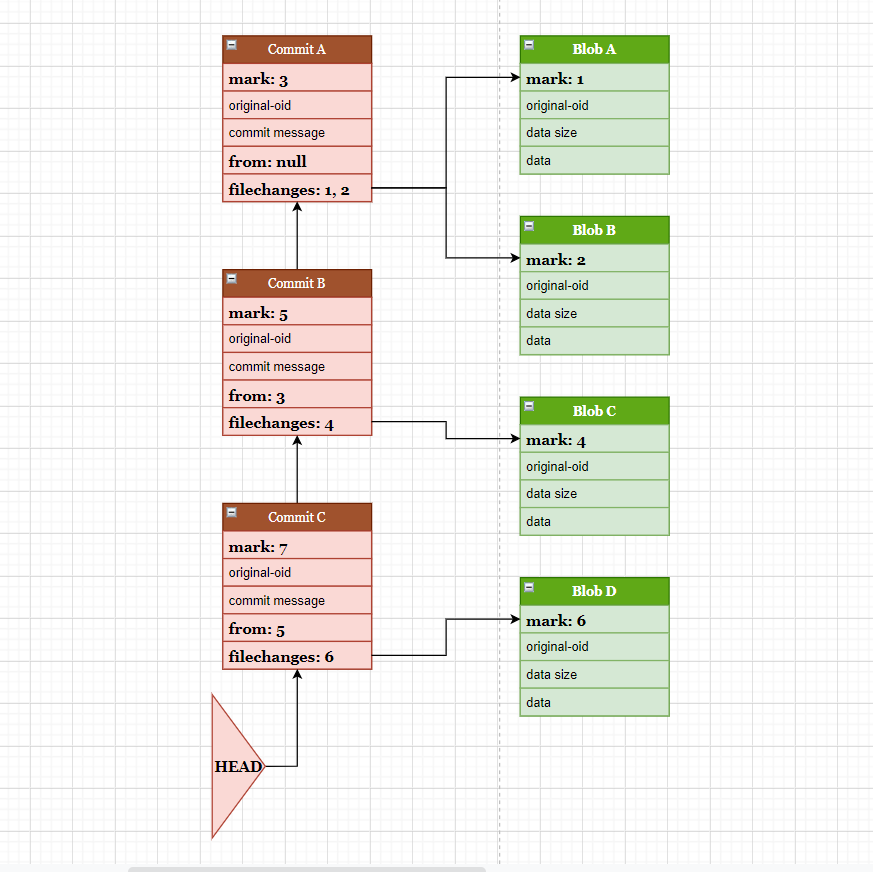 Commit A
mark: 3
original-oid
commit message
from: null
filechanges: 1, 2
Commit B
mark: 5
original-oid
commit message
from: 3
filechanges: 4
Commit C
mark: 7
original-oid
commit message
from: 5
filechanges: 6
HEAD
Blob A
mark: 1
original-oid
data size
data
Blob B
mark: 2
original-oid
data size
data
Blob C
mark: 4
original-oid
data size
data
Blob D
mark: 6
original-oid
data size
data